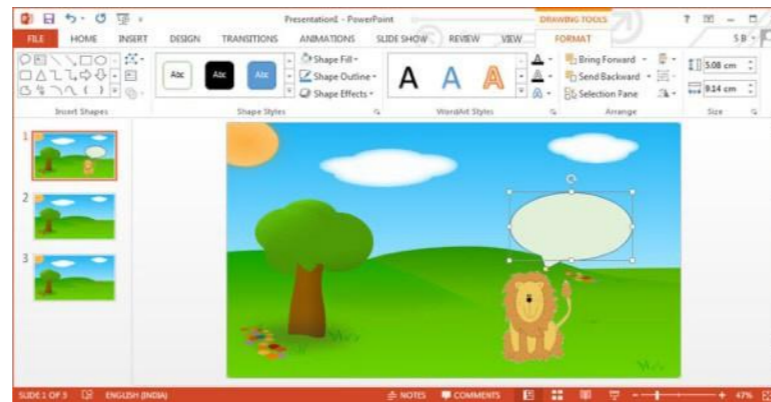 Presentation1 - PowerPoint
DRAWING TOOLS
?
FILE HOME INSERT DESIGN TRANSITIONS ANIMATIONS SLIDE SHOW REVIEW VIEW FORMAT S B
Abc Abc Abc
Shape Fill
Shape Outline
Shape Effects
A A A
A
A
A
Bring Forward
Send Backward
Selection Pane
5.08 cm
9.14 cm
Insert Shapes Shape Styles WordArt Styles Arrange Size
1
2
3
SLIDE 1 OF 3 ENGLISH (INDIA) NOTES COMMENTS 47%